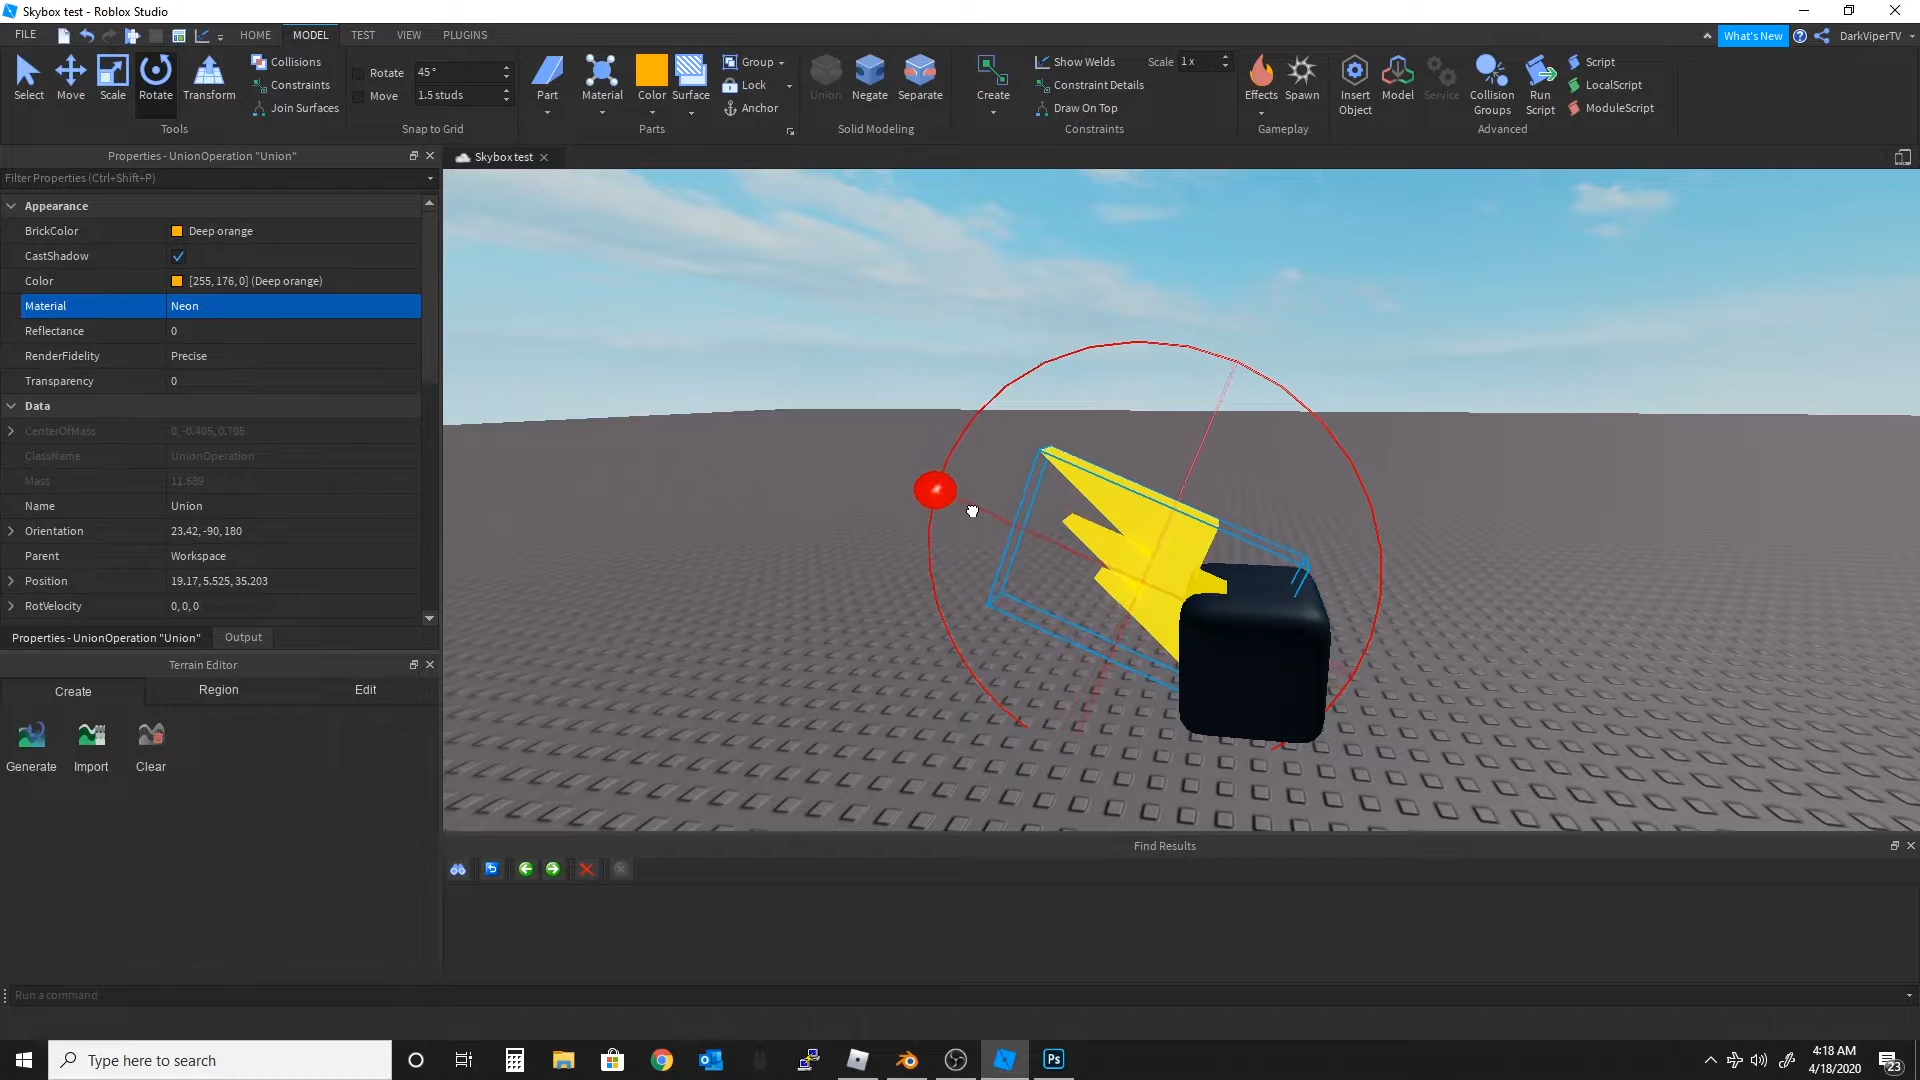 Skybox test - Roblox Studio
FILE HOME MODEL TEST VIEW PLUGINS What's New DarkViperTV
Select Move Scale Rotate Transform
Collisions
Constraints
Join Surfaces
Tools
Rotate 45°
Move 1.5 studs
Snap to Grid
Part Material Color Surface
Group
Lock
Anchor
Parts
Union Negate Separate
Solid Modeling
Create
Show Welds Scale 1 x
Constraint Details
Draw On Top
Constraints
Effects Spawn
Gameplay
Insert Object Model Service Collision Groups Run Script
Script
LocalScript
ModuleScript
Advanced
Properties - UnionOperation "Union"
Filter Properties (Ctrl+Shift+P)
Appearance
BrickColor Deep orange
CastShadow
Color [255, 176, 0] (Deep orange)
Material Neon
Reflectance 0
RenderFidelity Precise
Transparency 0
Data
CenterOfMass 0, -0.405, 0.705
ClassName UnionOperation
Mass 11.689
Name Union
Orientation 23.42, -90, 180
Parent Workspace
Position 19.17, 5.525, 35.203
RotVelocity 0, 0, 0
Properties - UnionOperation "Union" Output
Terrain Editor
Create Region Edit
Generate Import Clear
Skybox test
Find Results
Run a command
Type here to search
Ps
4:18 AM
4/18/2020
23